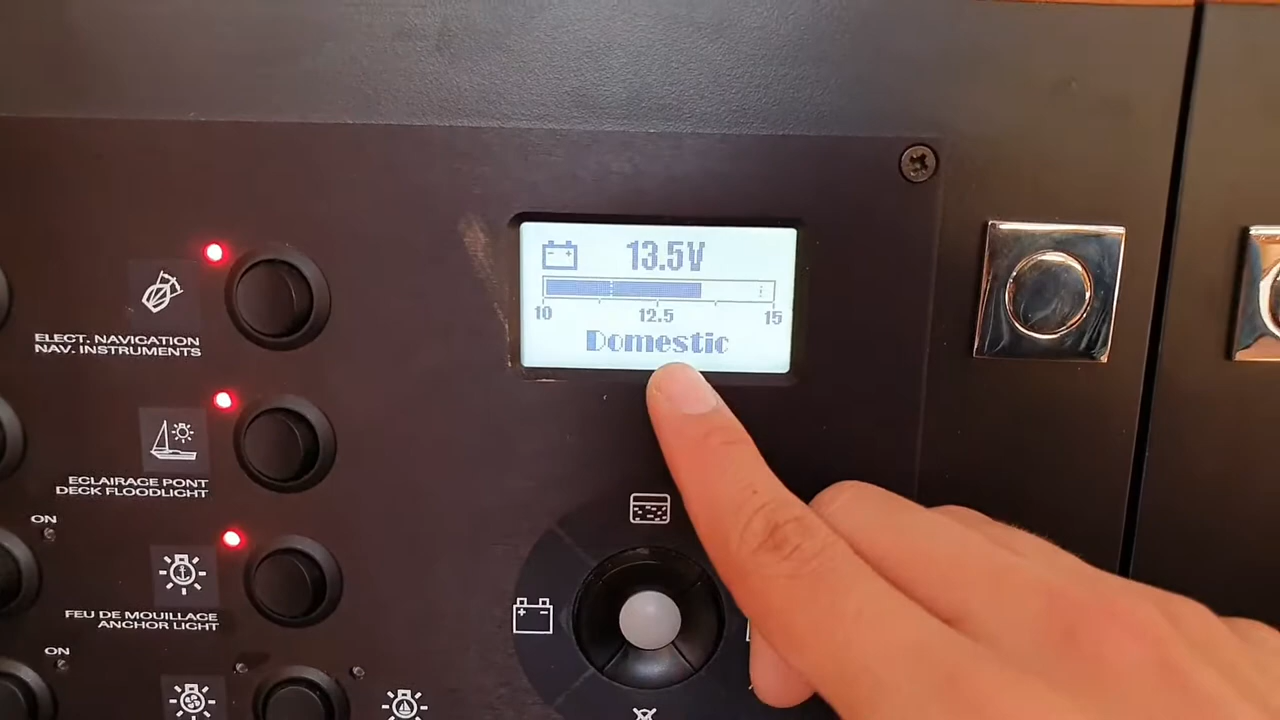 13.5V
10 12.5 15
Domestic
ELECT. NAVIGATION
NAV. INSTRUMENTS
ECLAIRAGE PONT
DECK FLOODLIGHT
ON
FEU DE MOUILLAGE
ANCHOR LIGHT
ON